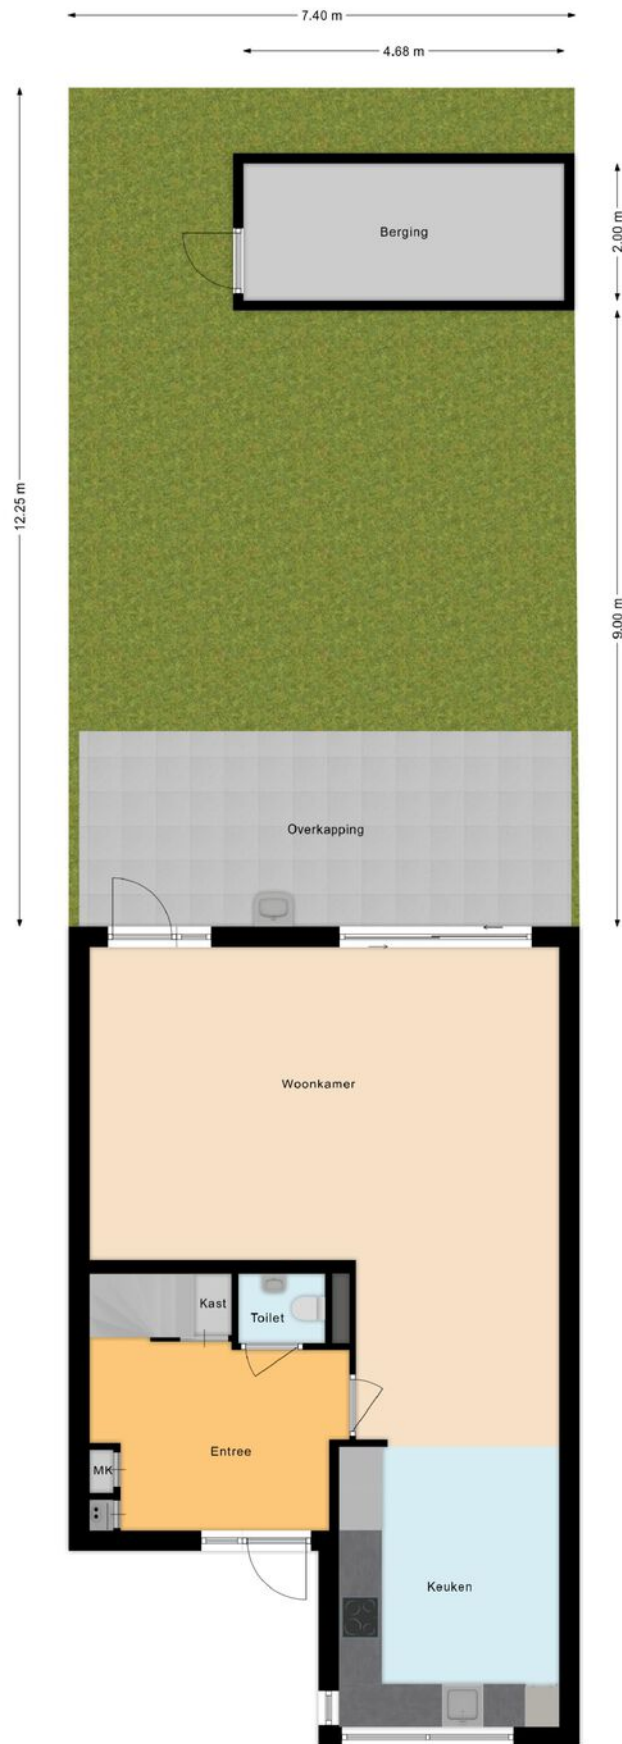 7.40 m
4.68 m
Berging
2.00 m
12.25 m
9.00 m
Overkapping
Woonkamer
Kast
Toilet
Entree
MK
Keuken